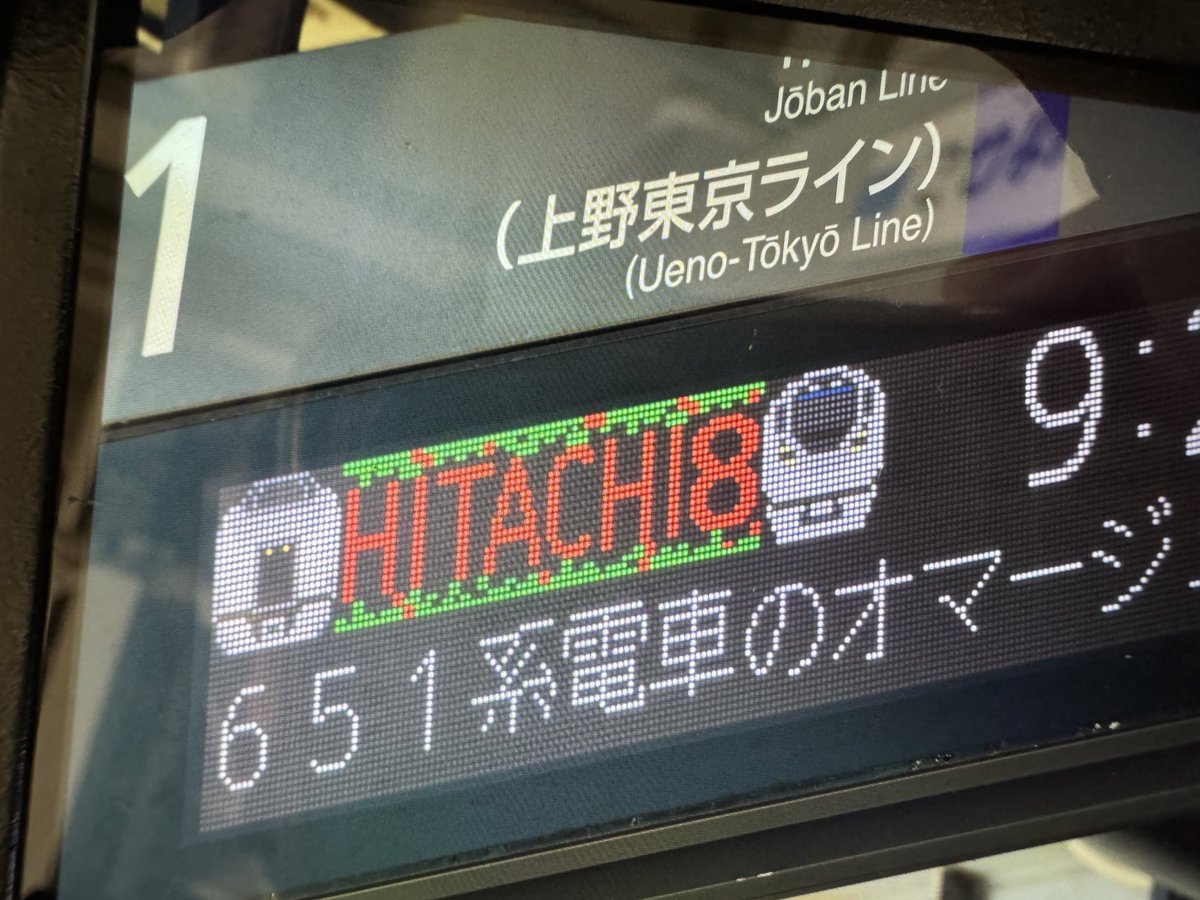 1
Jōban Line
(上野東京ライン)
(Ueno-Tōkyō Line)
HITACHI8 9:2
651系電車のオマージ